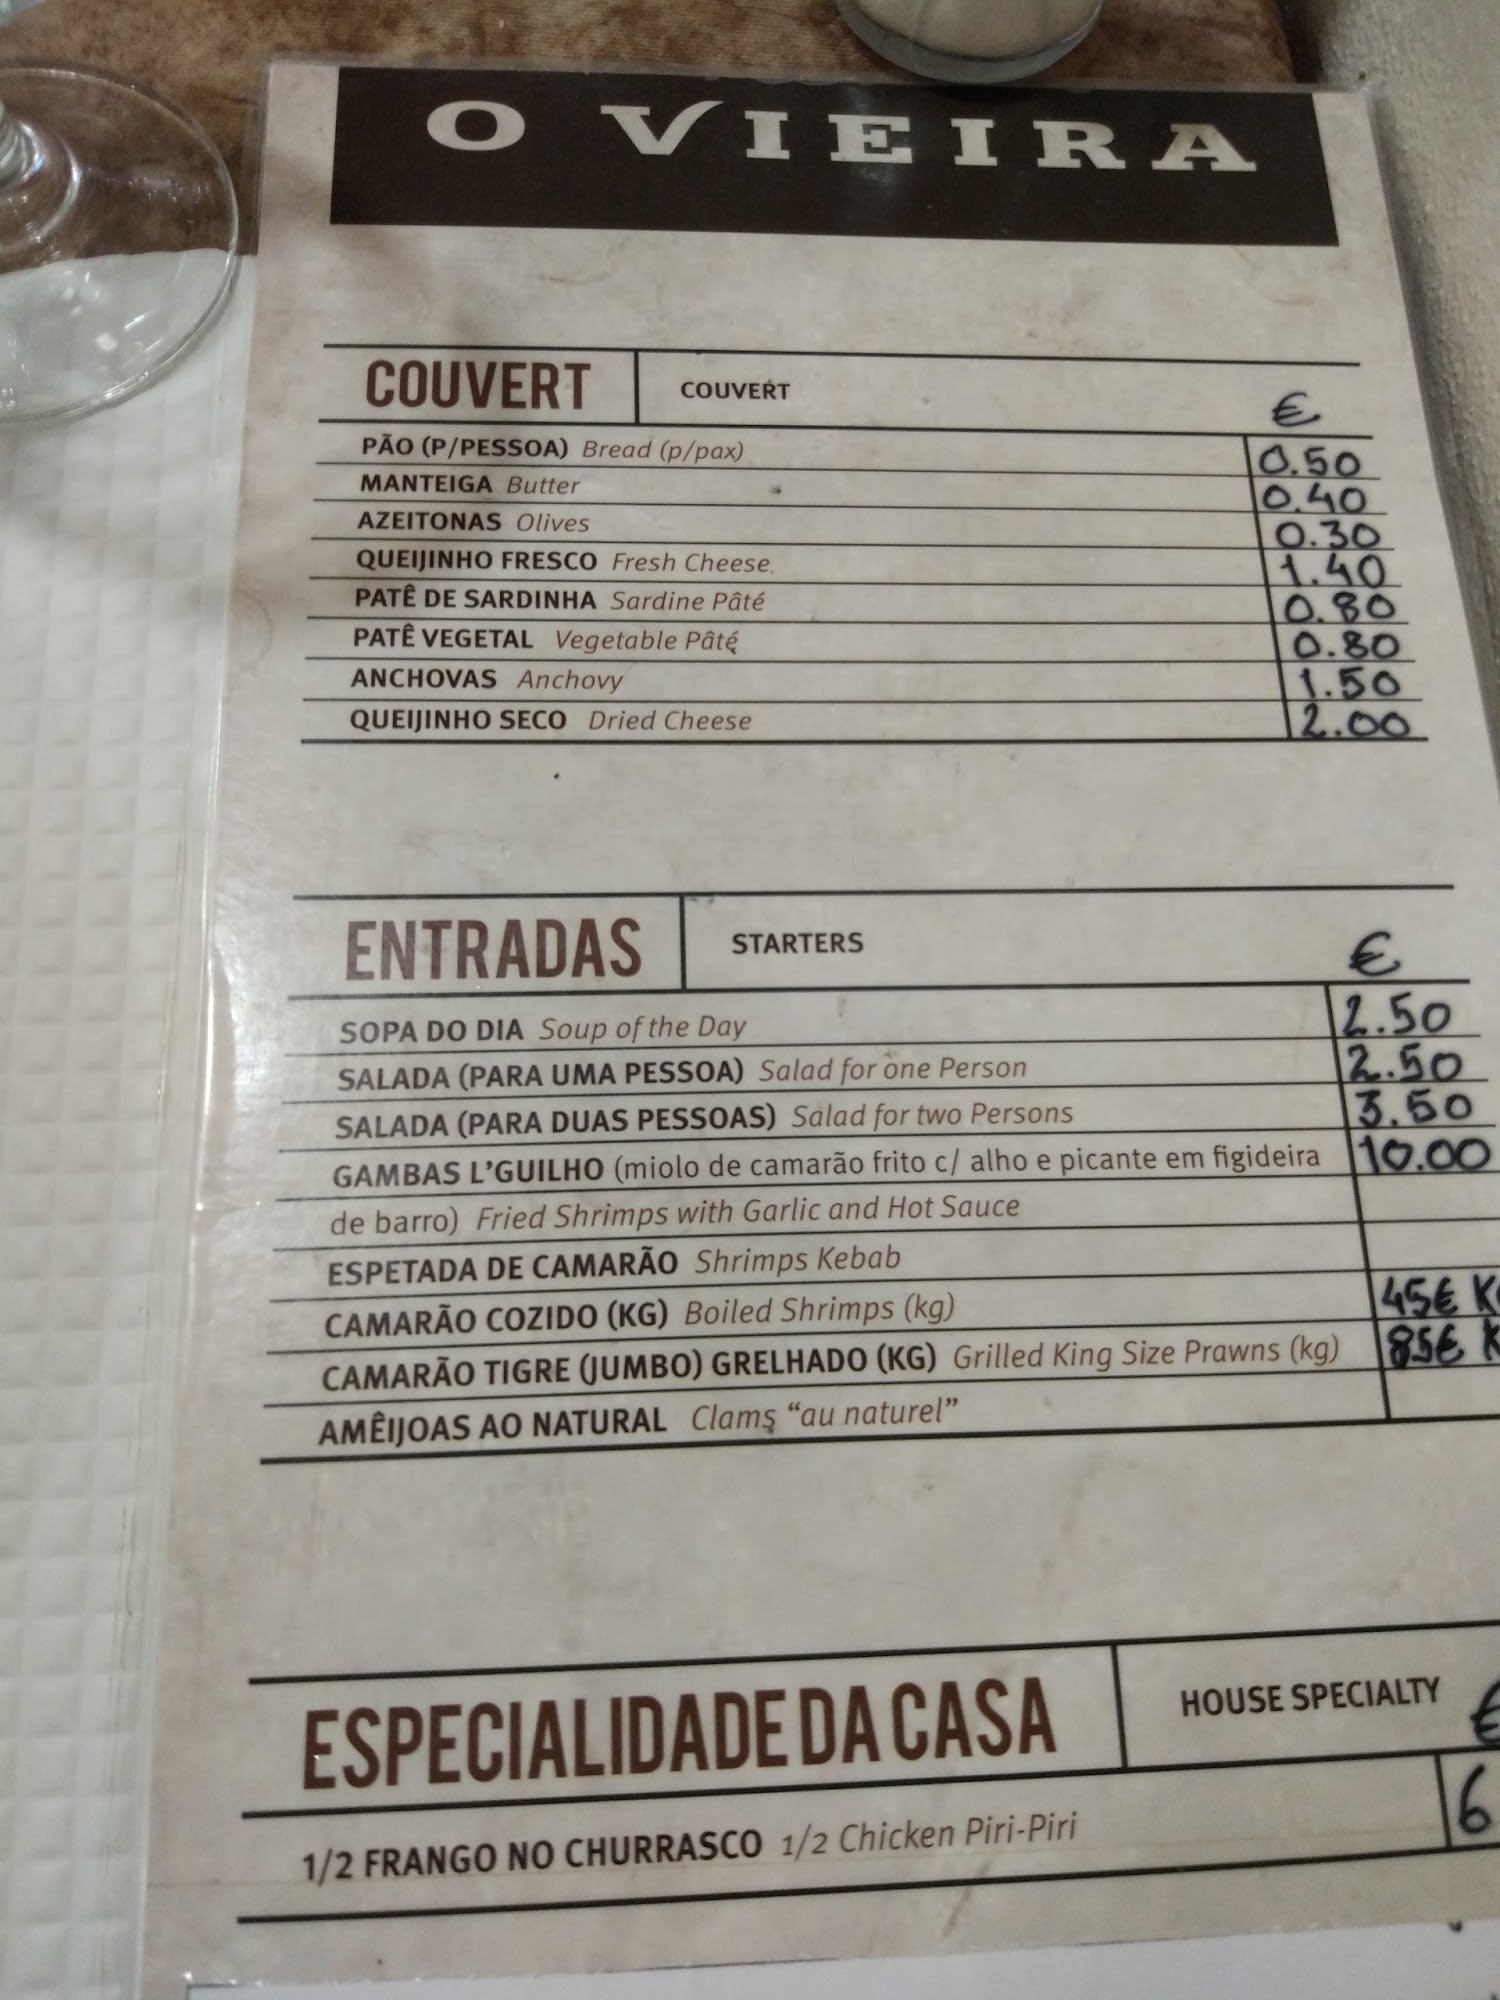 O VIEIRA
COUVERT COUVERT €
PÃO (P/PESSOA) Bread (p/pax) 0.50
MANTEIGA Butter 0.40
AZEITONAS Olives 0.30
QUEIJINHO FRESCO Fresh Cheese 1.40
PATÊ DE SARDINHA Sardine Pâté 0.80
PATÊ VEGETAL Vegetable Pâté 0.80
ANCHOVAS Anchovy 1.50
QUEIJINHO SECO Dried Cheese 2.00
ENTRADAS STARTERS €
SOPA DO DIA Soup of the Day 2.50
SALADA (PARA UMA PESSOA) Salad for one Person 2.50
SALADA (PARA DUAS PESSOAS) Salad for two Persons 3.50
GAMBAS L'GUILHO (miolo de camarão frito c/ alho e picante em figideira 10.00
de barro) Fried Shrimps with Garlic and Hot Sauce
ESPETADA DE CAMARÃO Shrimps Kebab
CAMARÃO COZIDO (KG) Boiled Shrimps (kg) 45€ K
CAMARÃO TIGRE (JUMBO) GRELHADO (KG) Grilled King Size Prawns (kg) 85€ K
AMÊIJOAS AO NATURAL Clams "au naturel"
ESPECIALIDADE DA CASA HOUSE SPECIALTY €
1/2 FRANGO NO CHURRASCO 1/2 Chicken Piri-Piri 6